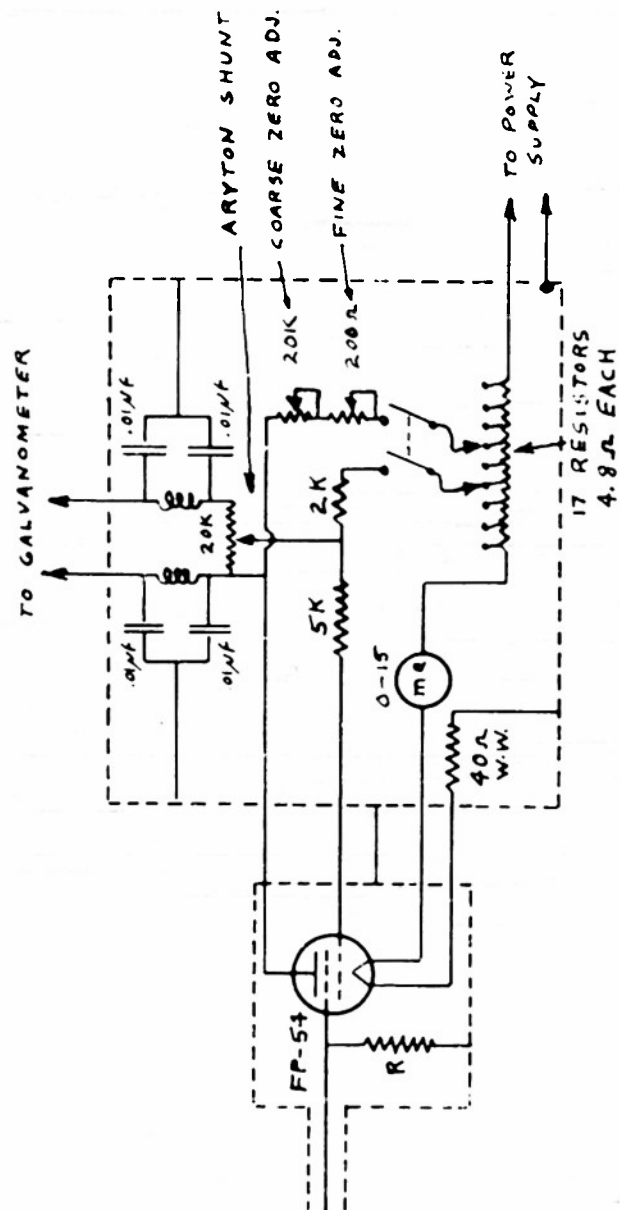 TO GALVANOMETER
.01µF
.01µF
.01µF
.01µF
20K
ARYTON SHUNT
COARSE ZERO ADJ.
FINE ZERO ADJ.
20K
200Ω
2K
5K
0-15
ma
40Ω
W.W.
17 RESISTORS
4.8Ω EACH
TO POWER
SUPPLY
FP-54
R